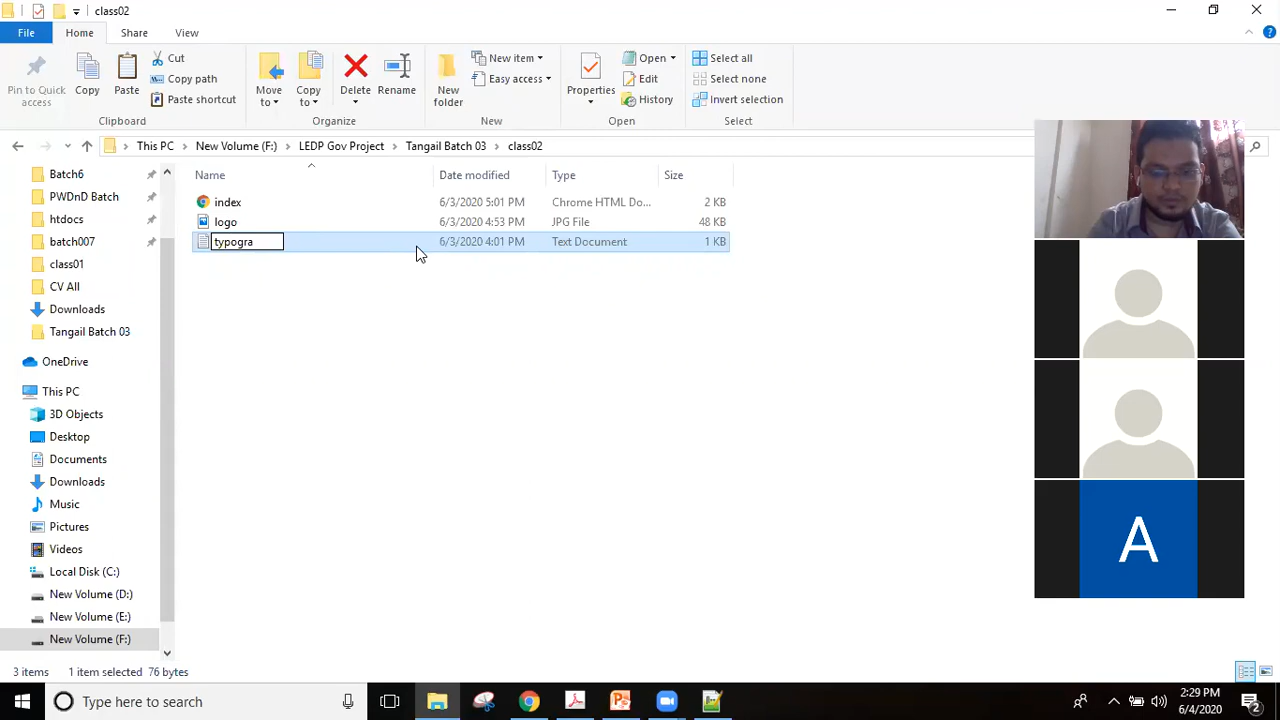 class02
File Home Share View
Pin to Quick access
Copy
Paste
Cut
Copy path
Paste shortcut
Clipboard
Move to
Copy to
Delete
Rename
Organize
New folder
New item
Easy access
New
Properties
Open
Edit
History
Open
Select all
Select none
Invert selection
Select
This PC > New Volume (F:) > LEDP Gov Project > Tangail Batch 03 > class02
Batch6
PWDnD Batch
htdocs
batch007
class01
CV All
Downloads
Tangail Batch 03
OneDrive
This PC
3D Objects
Desktop
Documents
Downloads
Music
Pictures
Videos
Local Disk (C:)
New Volume (D:)
New Volume (E:)
New Volume (F:)
Name Date modified Type Size
index 6/3/2020 5:01 PM Chrome HTML Do... 2 KB
logo 6/3/2020 4:53 PM JPG File 48 KB
typogra 6/3/2020 4:01 PM Text Document 1 KB
A
3 items 1 item selected 76 bytes
Type here to search
2:29 PM
6/4/2020
2